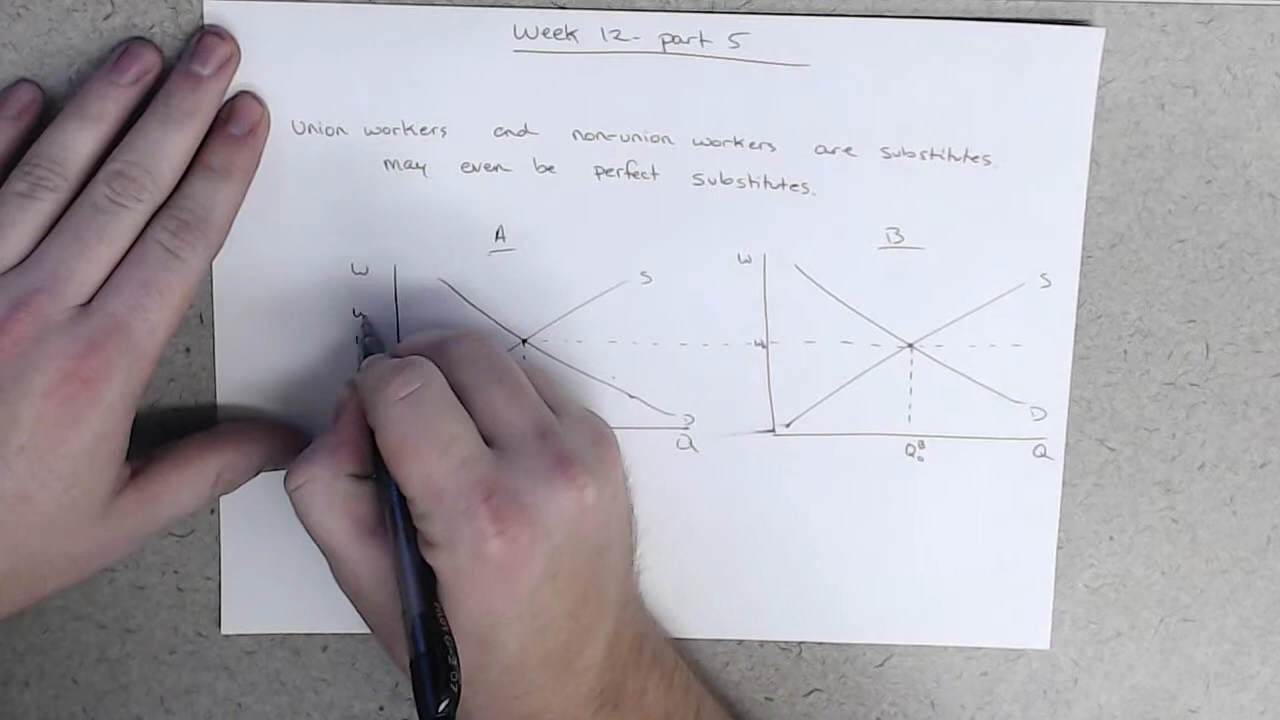 Week 12 - part 5
Union workers and non-union workers are substitutes.
may even be perfect substitutes.
A
B
W
S
D
Q
W
S
D
Q
Q₀ᴮ